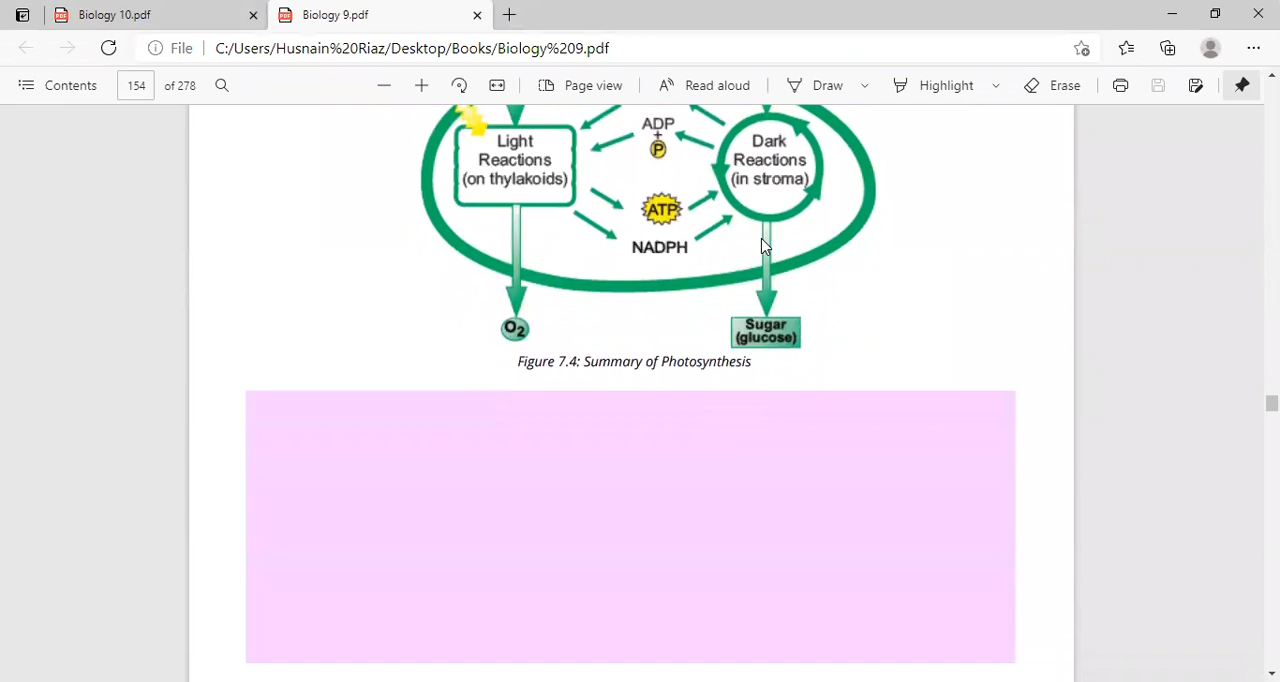 Biology 10.pdf
Biology 9.pdf
File
C:/Users/Husnain%20Riaz/Desktop/Books/Biology%209.pdf
Contents
154 of 278
Page view
Read aloud
Draw
Highlight
Erase
ADP
+
P
Light
Reactions
(on thylakoids)
Dark
Reactions
(in stroma)
ATP
NADPH
O2
Sugar
(glucose)
Figure 7.4: Summary of Photosynthesis